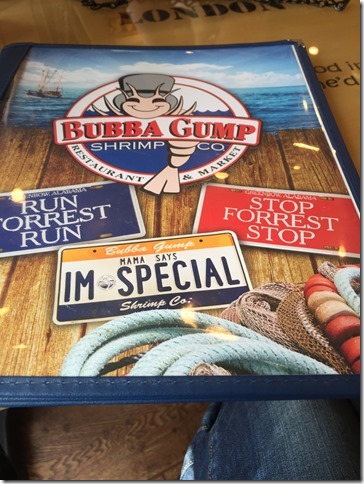 LONDON
BUBBA GUMP
SHRIMP CO
RESTAURANT & MARKET
GREENBOW, ALABAMA
RUN
FORREST
RUN
GREENBOW, ALABAMA
STOP
FORREST
STOP
Bubba Gump
MAMA SAYS
IM SPECIAL
Shrimp Co.